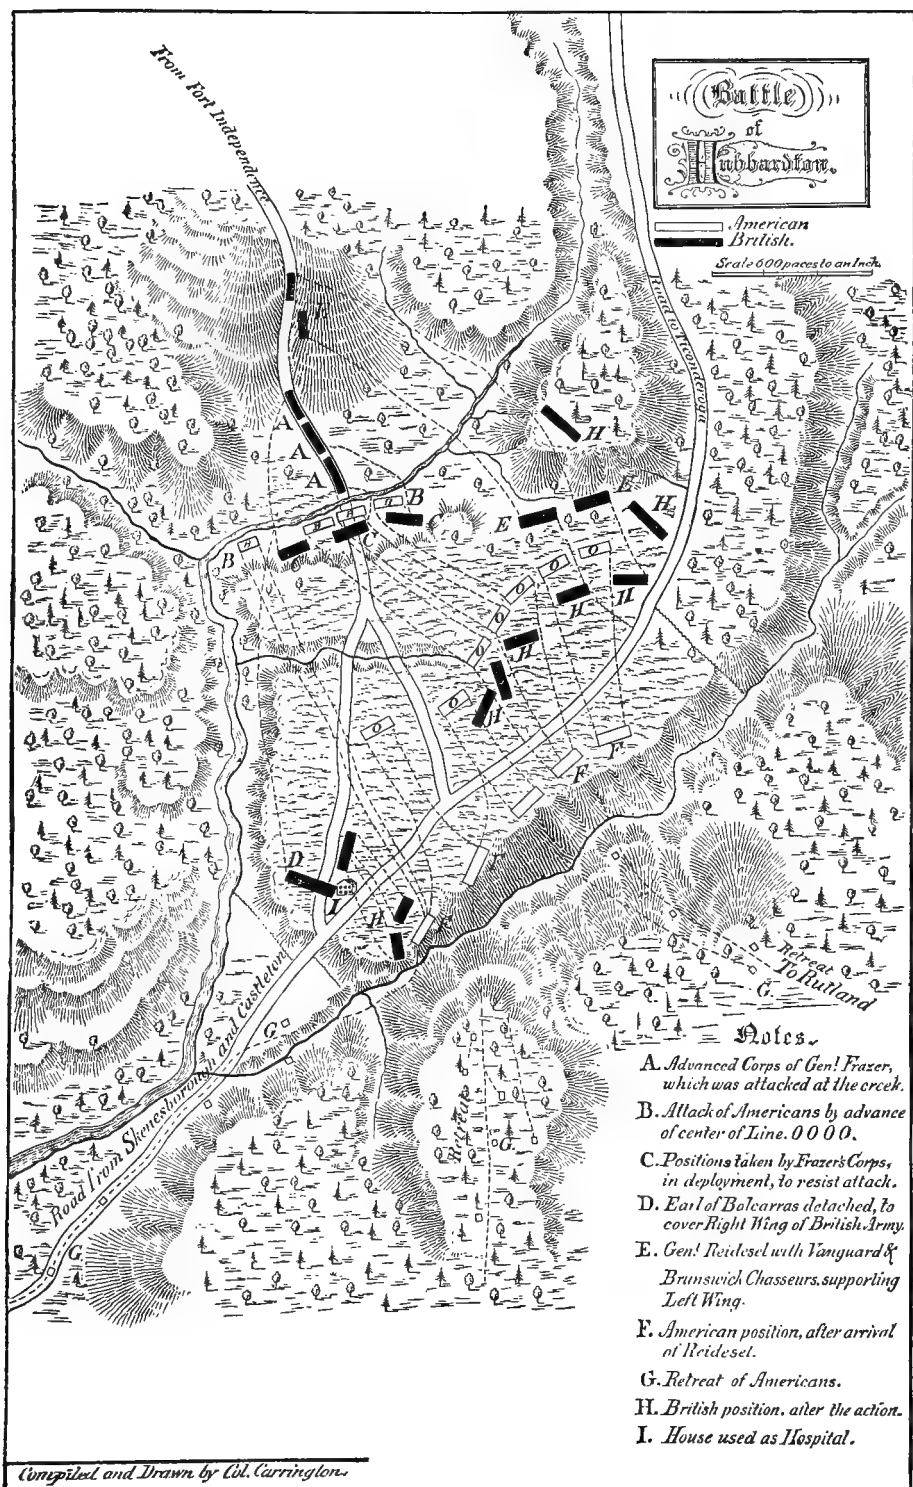 Battle
of
Hubbardton.
American
British.
Scale 600 paces to an Inch.
From Fort Independence
Road to Ticonderoga
E
A
A
A
H
B
B
C
E
E
H
H
H
H
H
O
O
O
O
O
O
O
F
F
F
F
D
I
H
G
G
G
G
Retreat
To Rutland
Retreat
Road from Skenesborough and Castleton
Notes.
A. Advanced Corps of Genl. Frazer,
which was attacked at the creek.
B. Attack of Americans by advance
of center of Line. 0 0 0 0.
C. Positions taken by Frazer's Corps,
in deployment, to resist attack.
D. Earl of Balcarras detached, to
cover Right Wing of British Army.
E. Genl. Reidesel with Vanguard &
Brunswick Chasseurs, supporting
Left Wing.
F. American position, after arrival
of Reidesel.
G. Retreat of Americans.
H. British position, after the action.
I. House used as Hospital.
Compiled and Drawn by Col. Carrington.